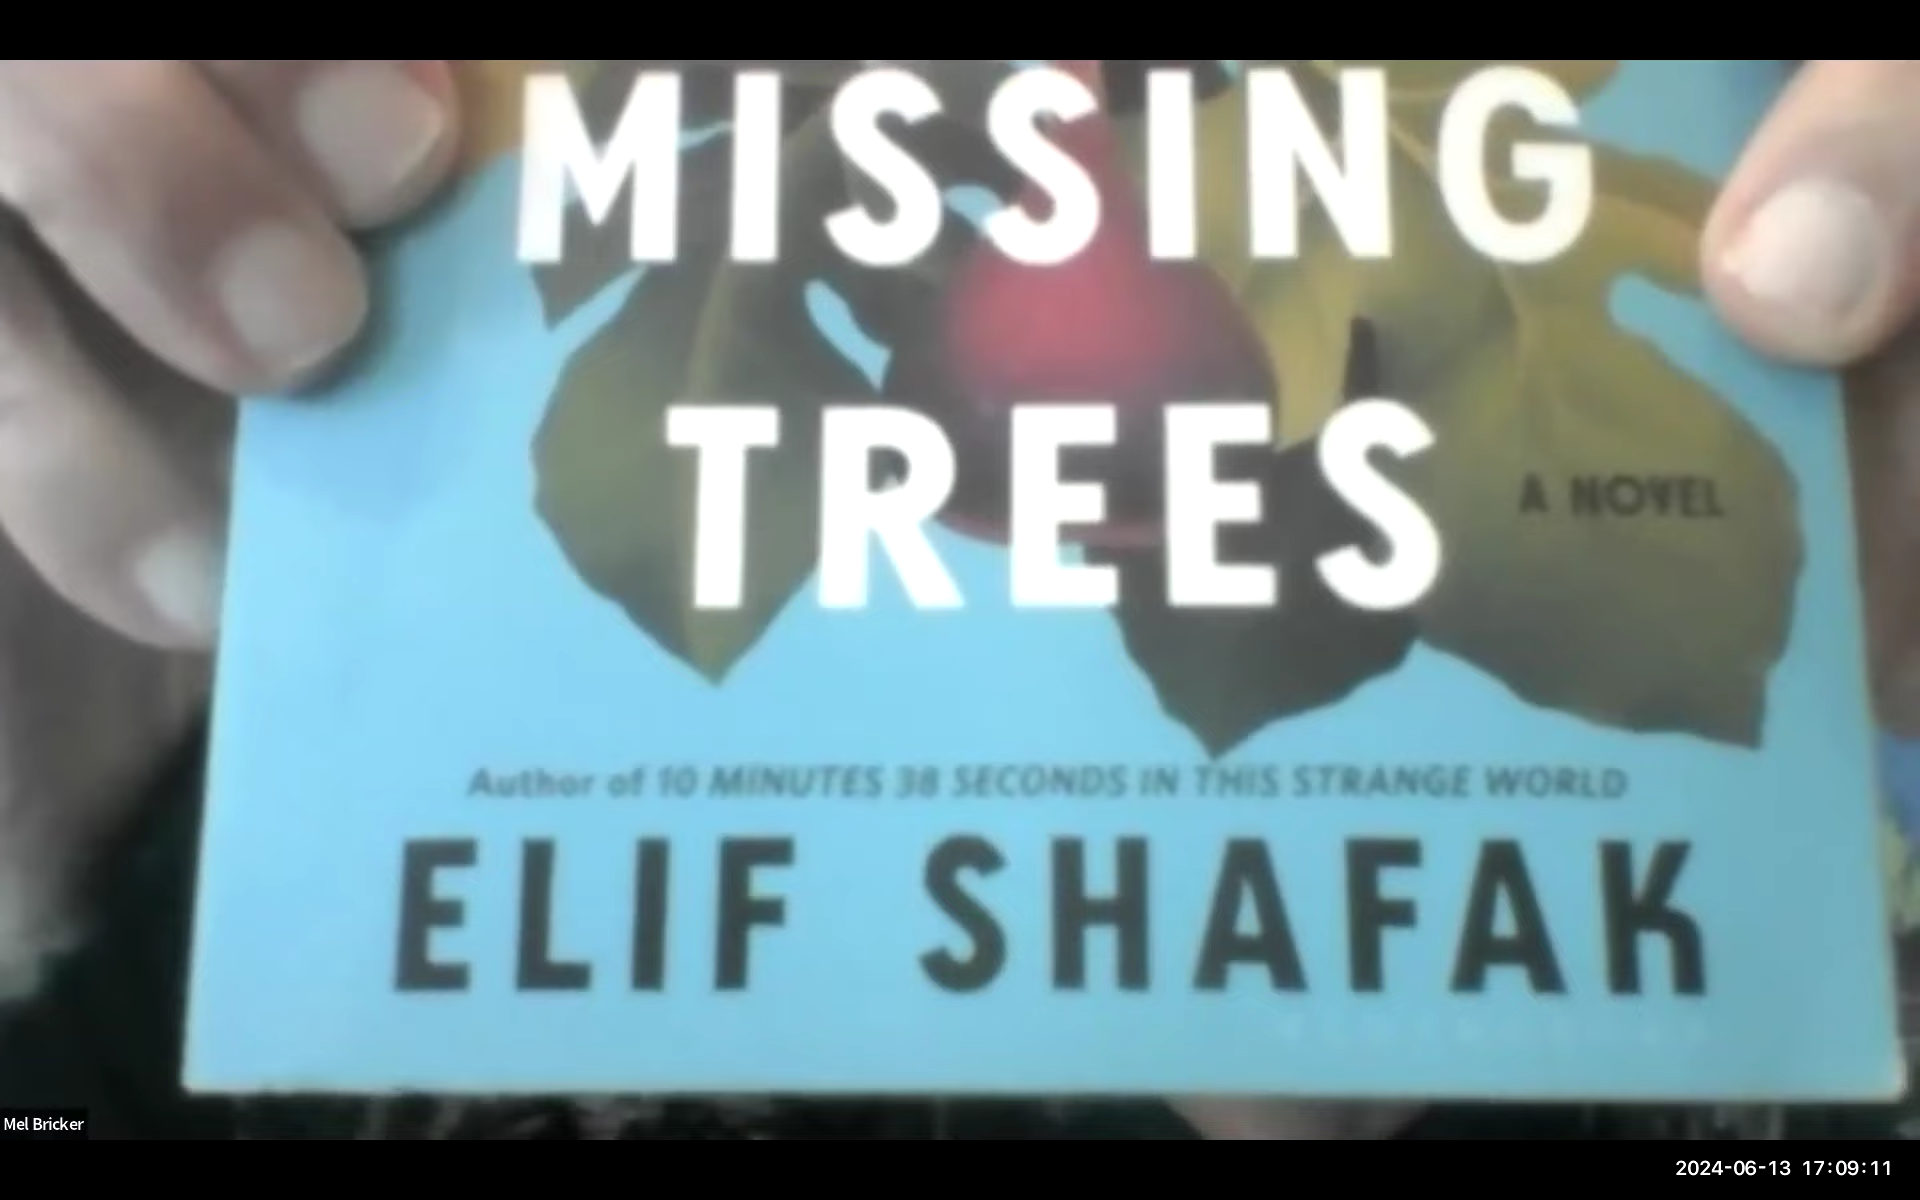 MISSING
TREES
A NOVEL
Author of 10 MINUTES 38 SECONDS IN THIS STRANGE WORLD
ELIF SHAFAK
Mel Bricker
2024-06-13 17:09:11